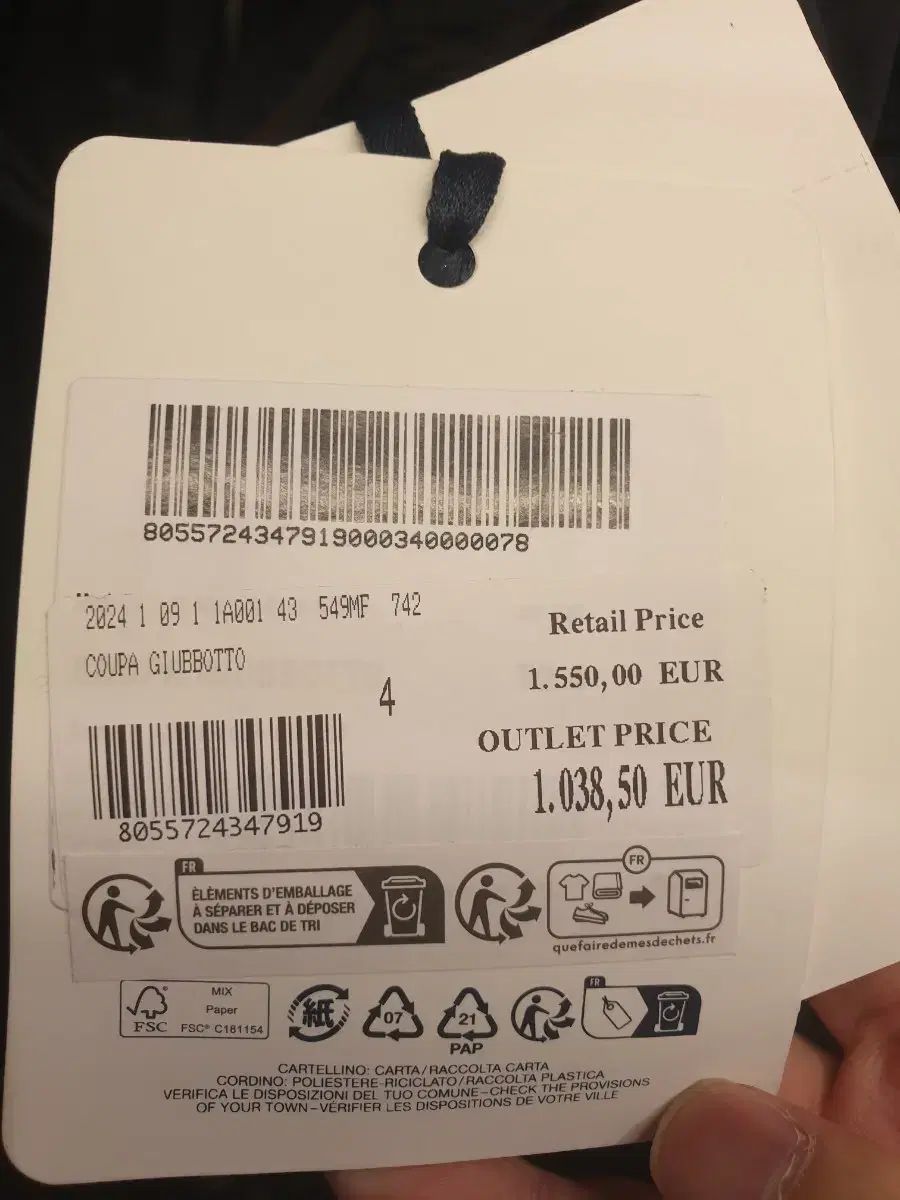 805572434791900034000​0078
2024 1 09 1 1A001 43 549MF 742
COUPA GIUBBOTTO
4
Retail Price
1.550,00 EUR
OUTLET PRICE
1.038,50 EUR
8055724347919
FR
ÉLÉMENTS D'EMBALLAGE
À SÉPARER ET À DÉPOSER
DANS LE BAC DE TRI
FR
quefairedemesdechets.fr
FSC
MIX
Paper
FSC® C181154
紙
07
21
PAP
FR
CARTELLINO: CARTA/RACCOLTA CARTA
CORDINO: POLIESTERE-RICICLATO/RACCOLTA PLASTICA
VERIFICA LE DISPOSIZIONI DEL TUO COMUNE-CHECK THE PROVISIONS
OF YOUR TOWN-VÉRIFIER LES DISPOSITIONS DE VOTRE VILLE